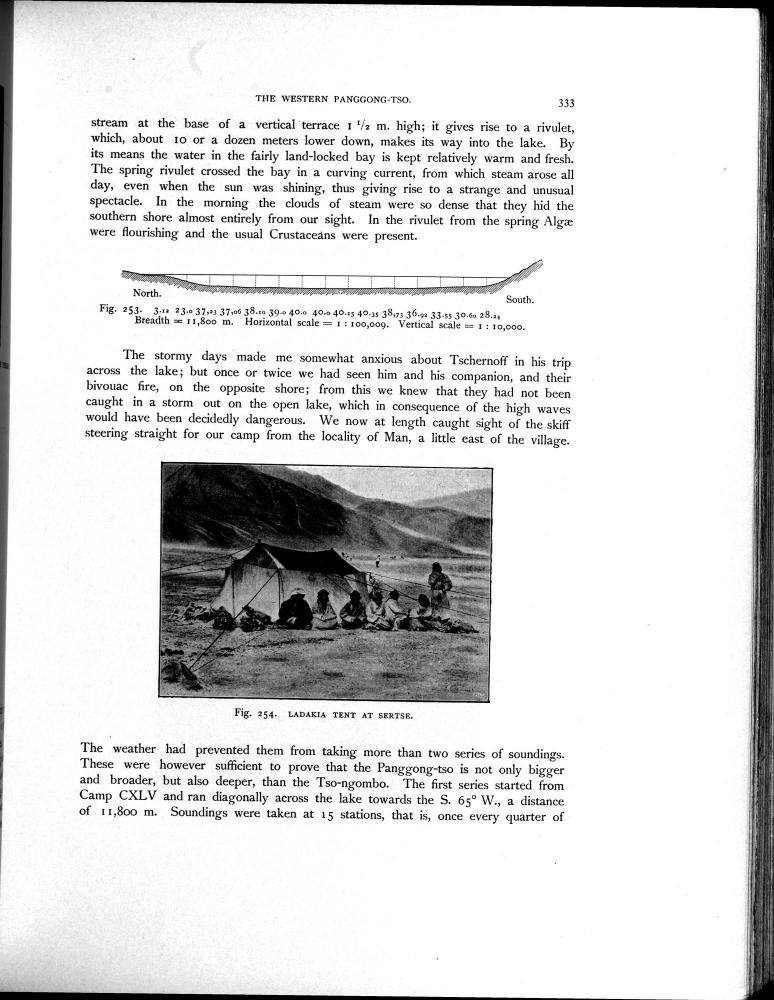 THE WESTERN PANGGONG-TSO. 333
stream at the base of a vertical terrace 1 1/2 m. high; it gives rise to a rivulet,
which, about 10 or a dozen meters lower down, makes its way into the lake. By
its means the water in the fairly land-locked bay is kept relatively warm and fresh.
The spring rivulet crossed the bay in a curving current, from which steam arose all
day, even when the sun was shining, thus giving rise to a strange and unusual
spectacle. In the morning the clouds of steam were so dense that they hid the
southern shore almost entirely from our sight. In the rivulet from the spring Algæ
were flourishing and the usual Crustaceans were present.
North.
South.
Fig. 253. 3.12 23.0 37,23 37,06 38.10 39.0 40.0 40.0 40.15 40.35 38,73 36.92 33.55 30.60 28.24
Breadth = 11,800 m. Horizontal scale = 1 : 100,009. Vertical scale = 1 : 10,000.
The stormy days made me somewhat anxious about Tschernoff in his trip
across the lake; but once or twice we had seen him and his companion, and their
bivouac fire, on the opposite shore; from this we knew that they had not been
caught in a storm out on the open lake, which in consequence of the high waves
would have been decidedly dangerous. We now at length caught sight of the skiff
steering straight for our camp from the locality of Man, a little east of the village.
Fig. 254. LADAKIA TENT AT SERTSE.
The weather had prevented them from taking more than two series of soundings.
These were however sufficient to prove that the Panggong-tso is not only bigger
and broader, but also deeper, than the Tso-ngombo. The first series started from
Camp CXLV and ran diagonally across the lake towards the S. 65° W., a distance
of 11,800 m. Soundings were taken at 15 stations, that is, once every quarter of